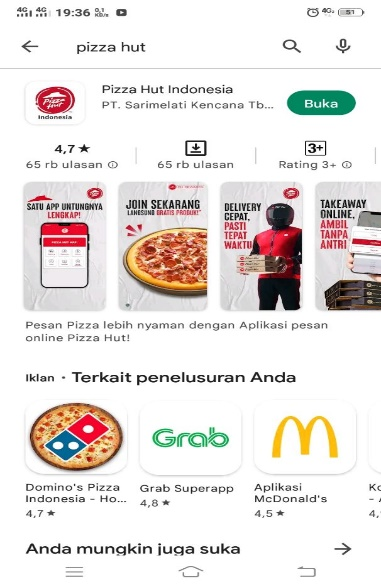 4G 4G 19:36 0,1 KB/s 4G 51
pizza hut
Pizza Hut
Indonesia
Pizza Hut Indonesia
PT. Sarimelati Kencana Tb...
Buka
4,7 ★
65 rb ulasan
65 rb ulasan
3+
Rating 3+
SATU APP UNTUNGNYA
LENGKAP!
JOIN SEKARANG
LANGSUNG GRATIS PRODUK!*
DELIVERY
CEPAT,
PASTI
TEPAT
WAKTU
TAKEAWAY
ONLINE,
AMBIL
TANPA
ANTRI
Pesan Pizza lebih nyaman dengan Aplikasi pesan
online Pizza Hut!
Iklan · Terkait penelusuran Anda
Grab
Domino's Pizza
Indonesia - Ho...
4,7 ★
Grab Superapp
4,8 ★
Aplikasi
McDonald's
4,5 ★
Ko
4,
Anda mungkin juga suka